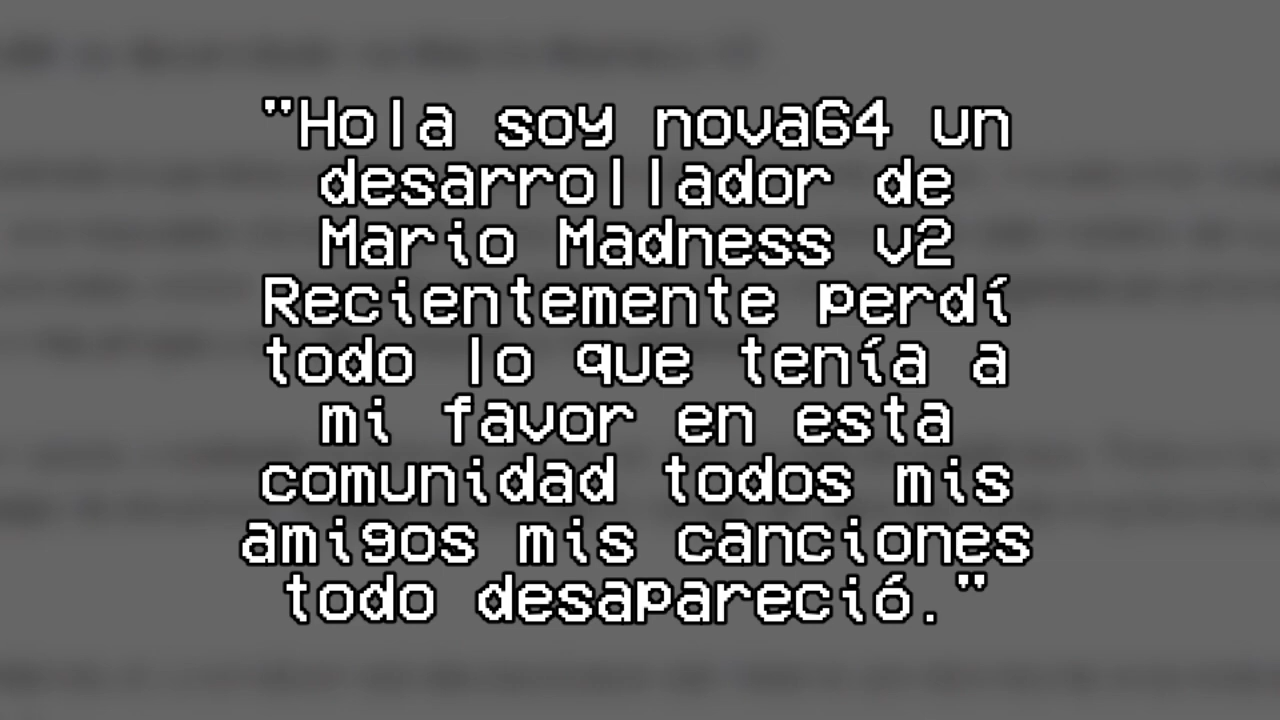 "Hola soy nova64 un
desarrollador de
Mario Madness v2
Recientemente perdí
todo lo que tenía a
mi favor en esta
comunidad todos mis
amigos mis canciones
todo desapareció."